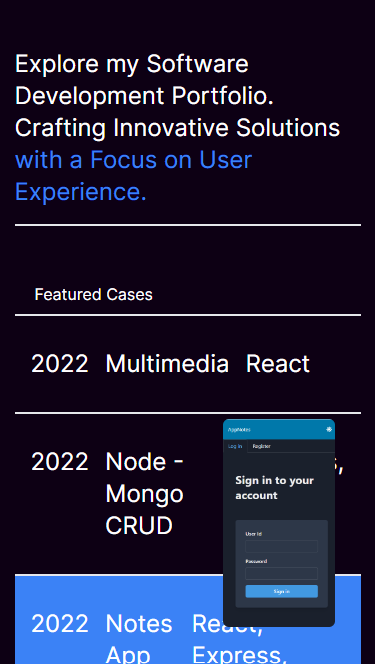 Explore my Software
Development Portfolio.
Crafting Innovative Solutions
with a Focus on User
Experience.
Featured Cases
2022 Multimedia React
2022 Node -
Mongo
CRUD
AppNotes
Log In Register
Sign in to your
account
User Id
Password
Sign in
2022 Notes React,
App Express,